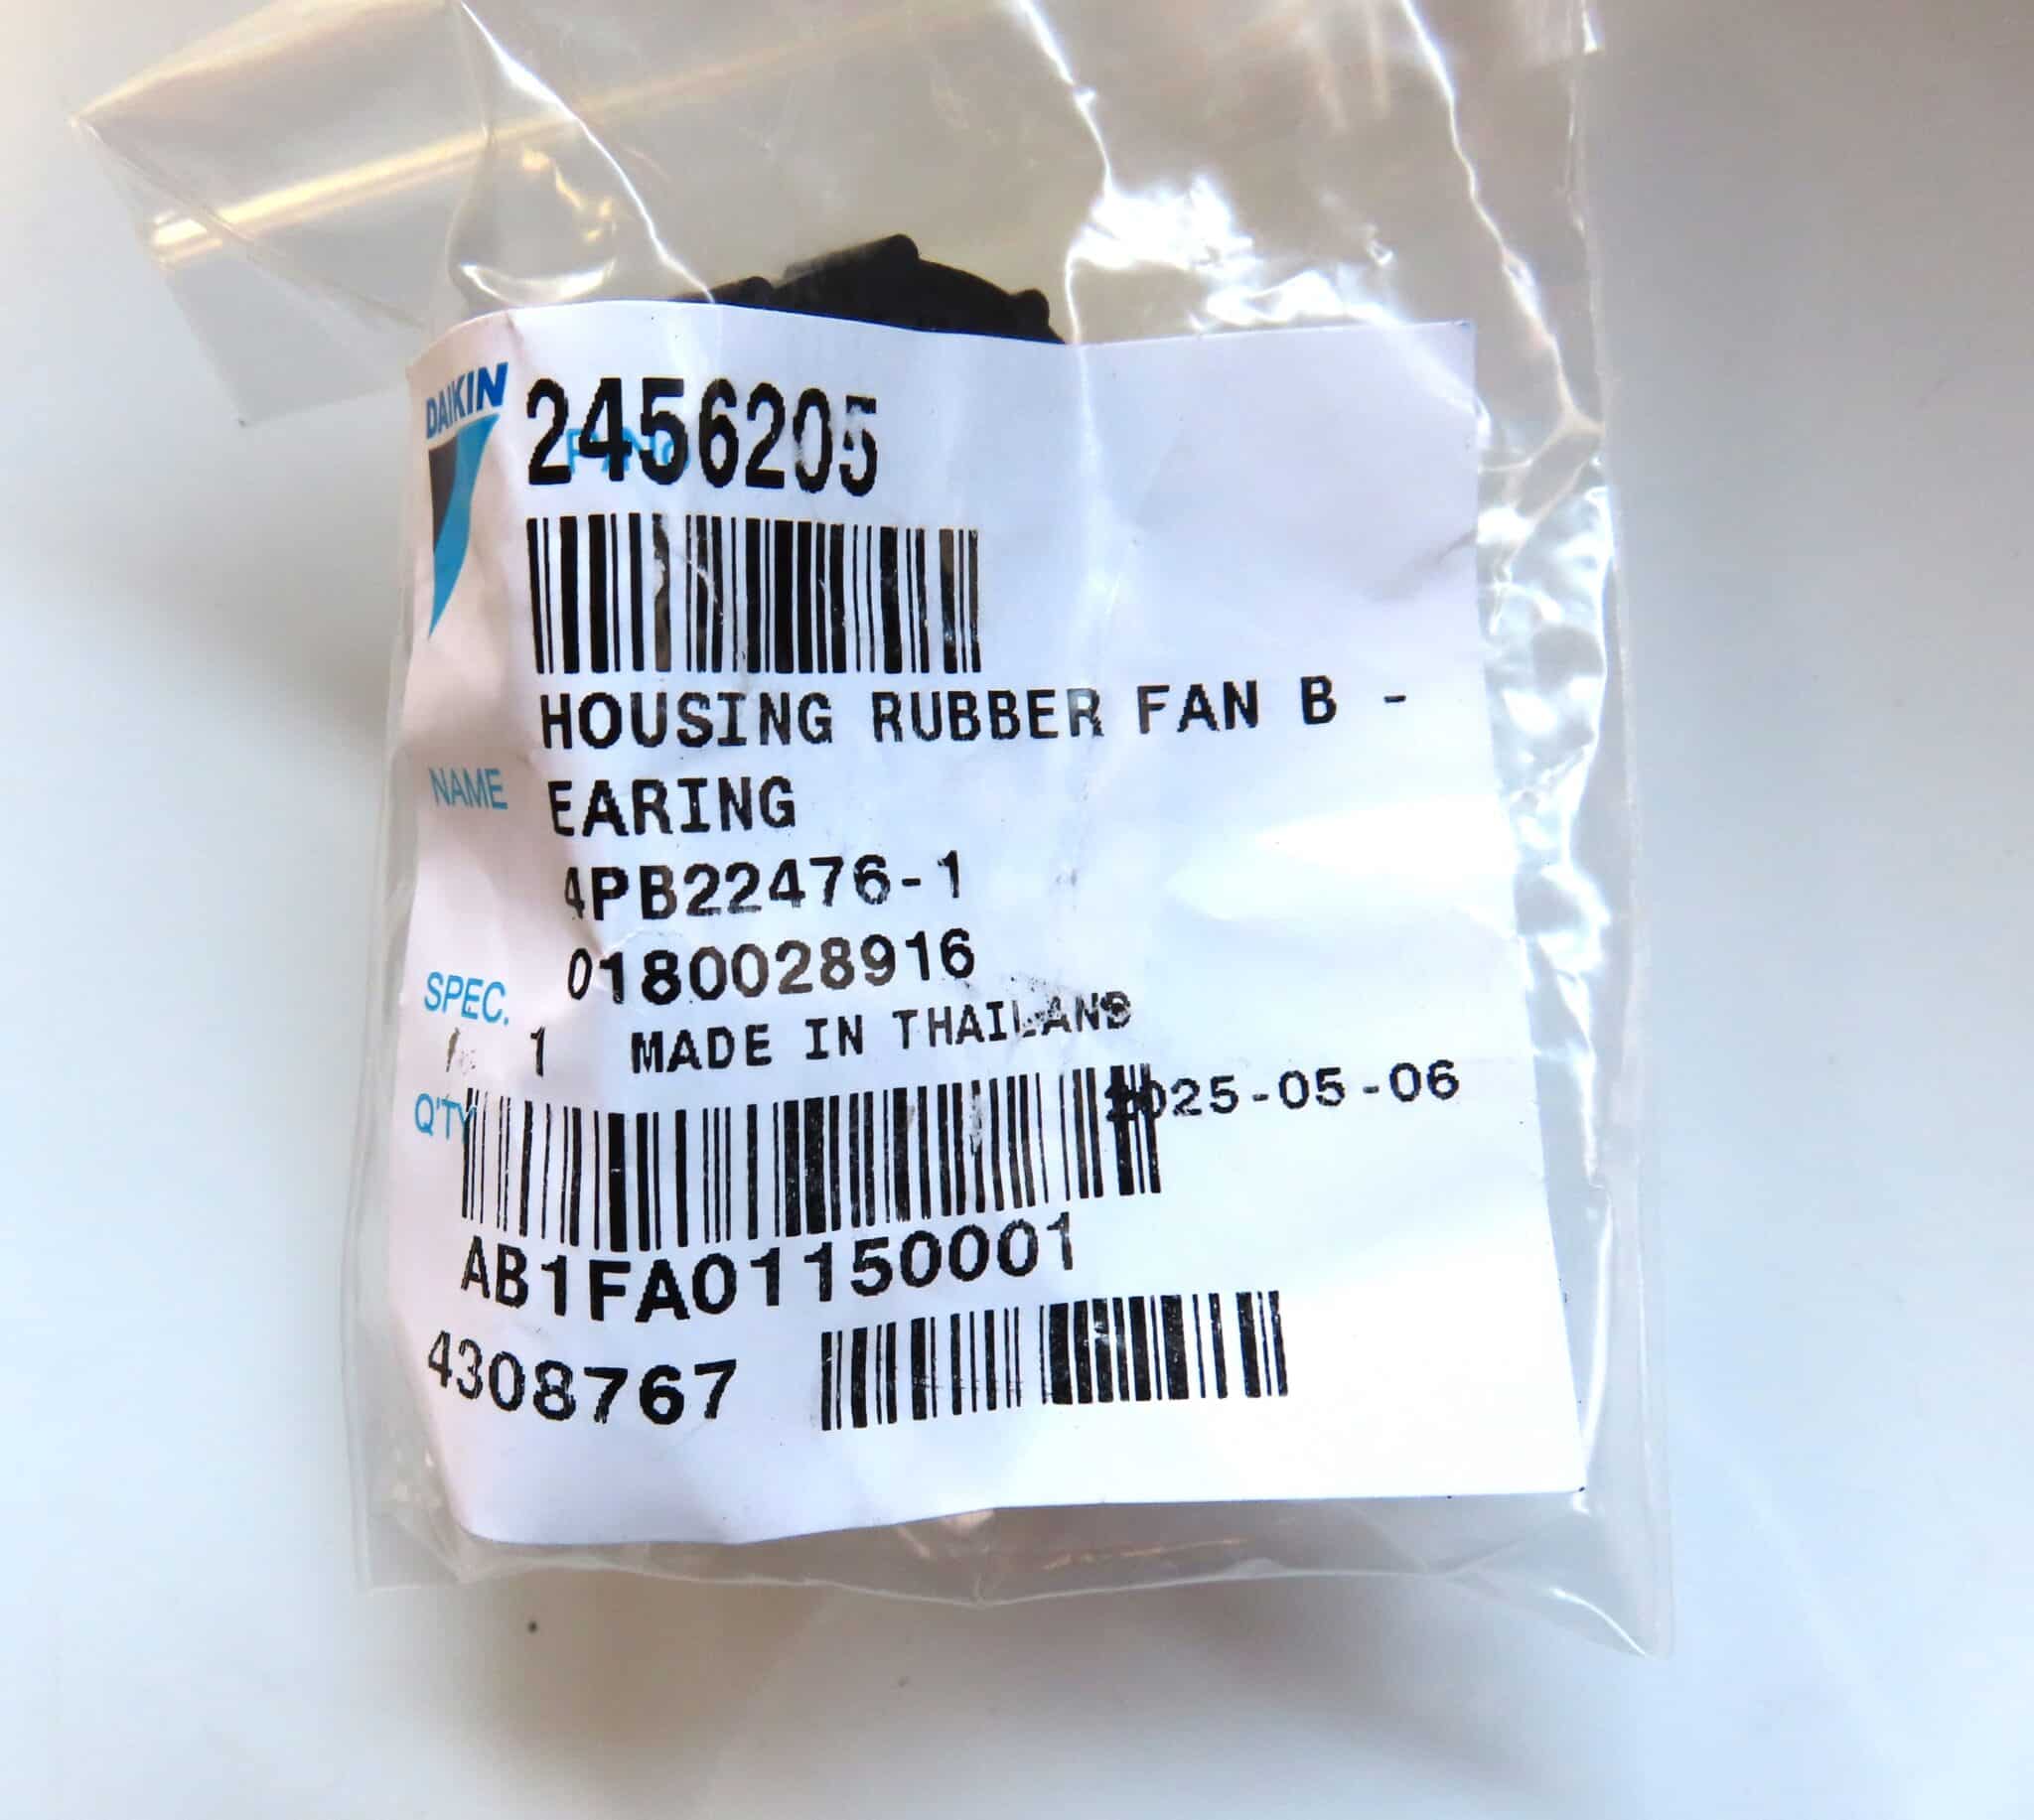 DAIKIN
2456205
P/No
HOUSING RUBBER FAN B -
NAME EARING
4PB22476-1
SPEC. 0180028916
1 MADE IN THAILAND
Q'TY 2025-05-06
AB1FA01150001
4308767